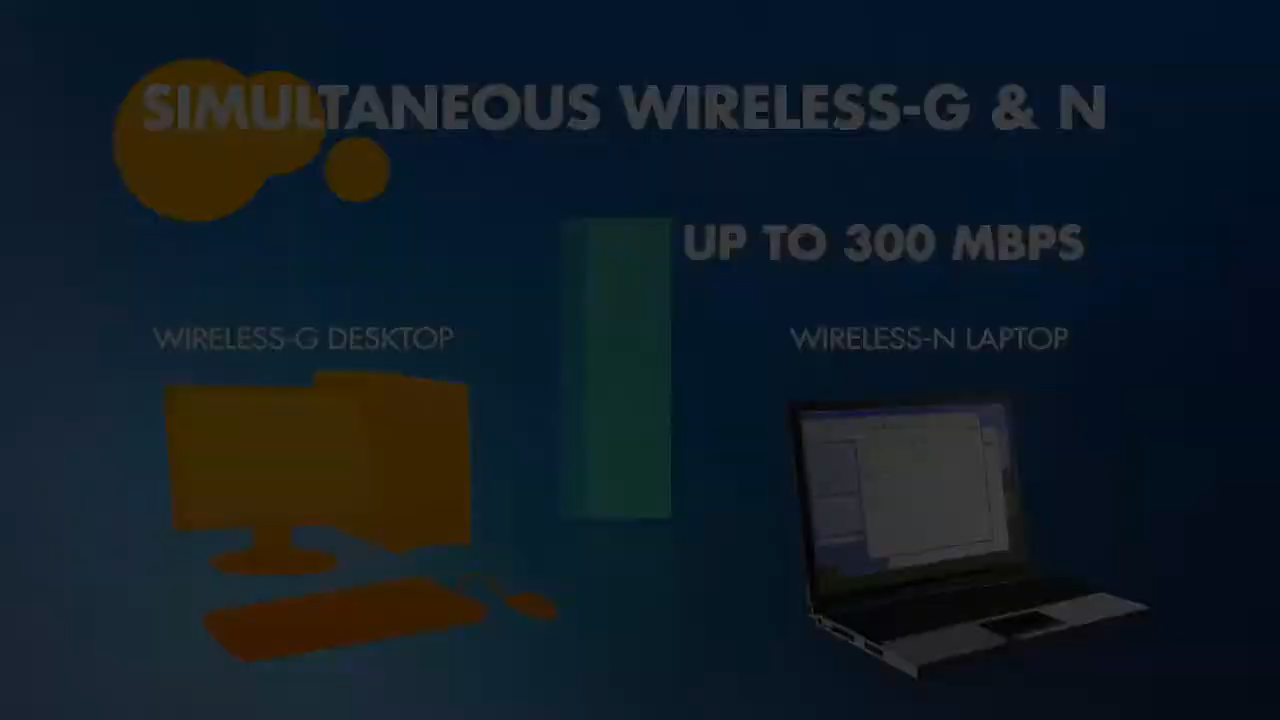 SIMULTANEOUS WIRELESS-G & N
UP TO 300 MBPS
WIRELESS-G DESKTOP
WIRELESS-N LAPTOP